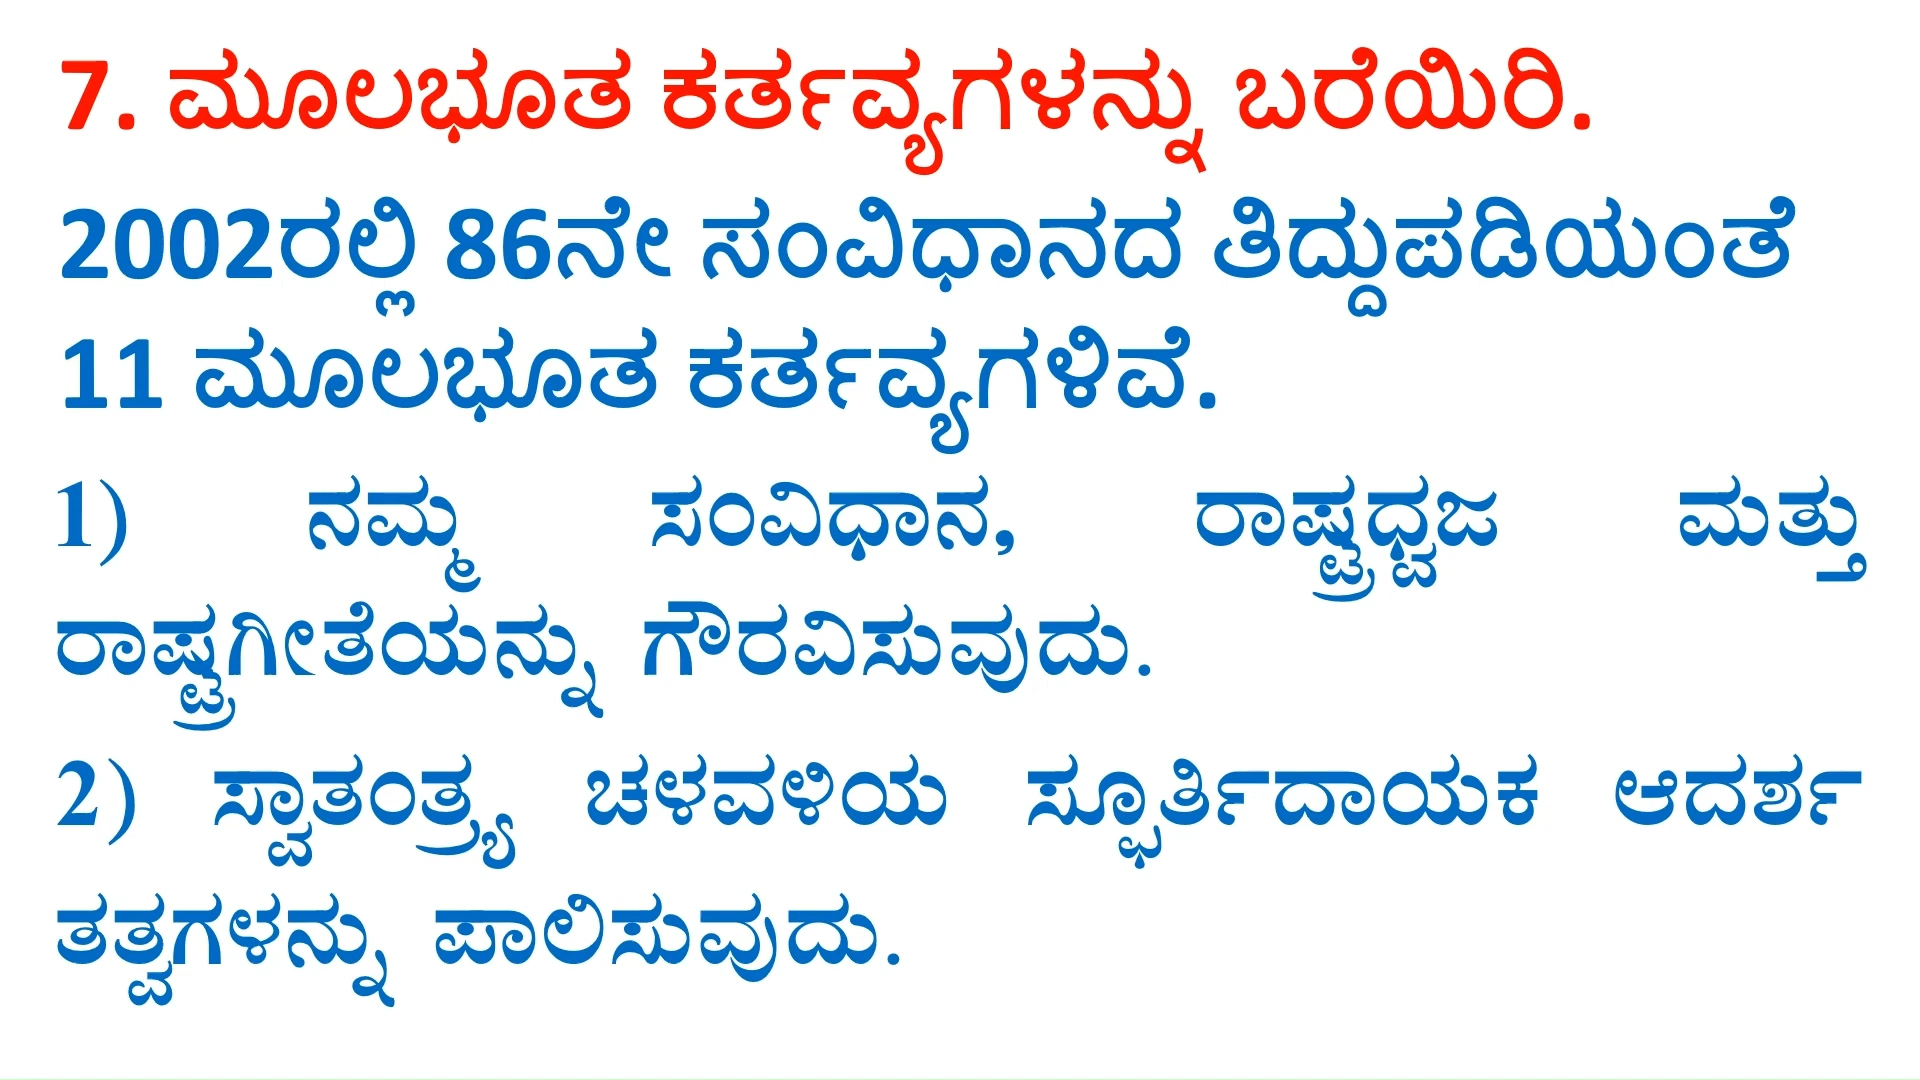 7. ಮೂಲಭೂತ ಕರ್ತವ್ಯಗಳನ್ನು ಬರೆಯಿರಿ.
2002ರಲ್ಲಿ 86ನೇ ಸಂವಿಧಾನದ ತಿದ್ದುಪಡಿಯಂತೆ
11 ಮೂಲಭೂತ ಕರ್ತವ್ಯಗಳಿವೆ.
1) ನಮ್ಮ ಸಂವಿಧಾನ, ರಾಷ್ಟ್ರಧ್ವಜ ಮತ್ತು
ರಾಷ್ಟ್ರಗೀತೆಯನ್ನು ಗೌರವಿಸುವುದು.
2) ಸ್ವಾತಂತ್ರ್ಯ ಚಳವಳಿಯ ಸ್ಫೂರ್ತಿದಾಯಕ ಆದರ್ಶ
ತತ್ವಗಳನ್ನು ಪಾಲಿಸುವುದು.